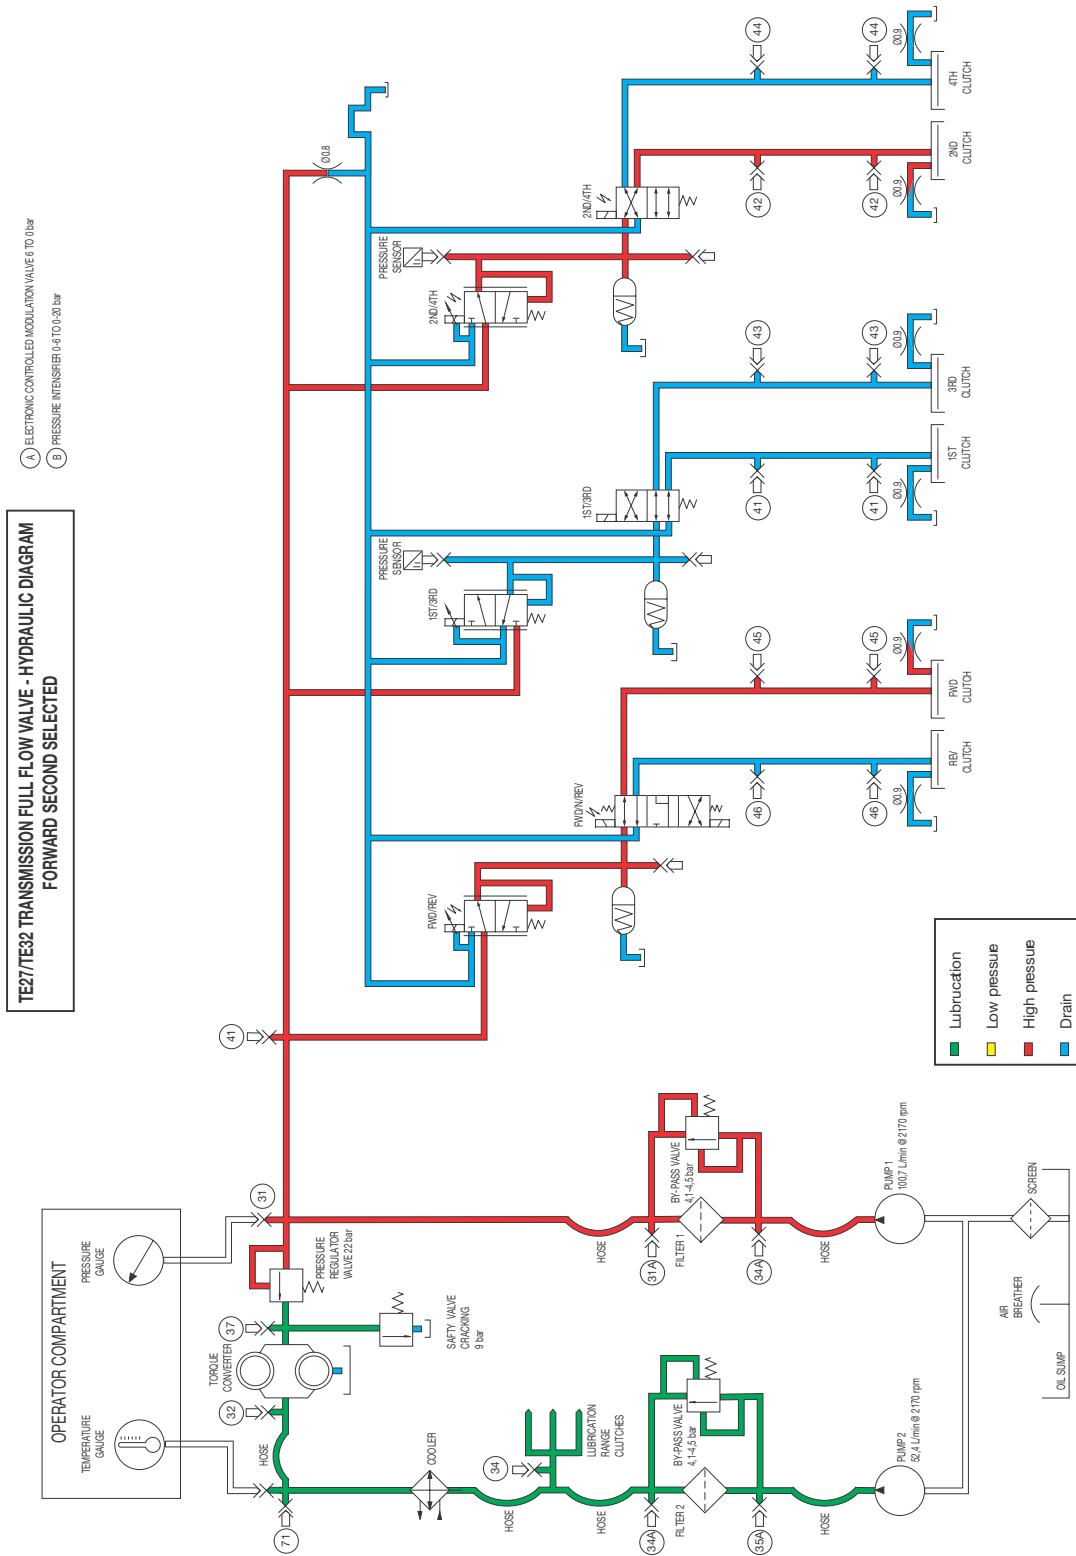 TE27/TE32 TRANSMISSION FULL FLOW VALVE - HYDRAULIC DIAGRAM
FORWARD SECOND SELECTED
A ELECTRONIC CONTROLLED MODULATION VALVE 6 TO 0 bar
B PRESSURE INTENSIFIER 0-6 TO 0-20 bar
OPERATOR COMPARTMENT
TEMPERATURE
GAUGE
PRESSURE
GAUGE
71
HOSE
32
TORQUE
CONVERTER
37
SAFTY VALVE
CRACKING
9 bar
PRESSURE
REGULATOR
VALVE 22 bar
31
41
Ø0.8
COOLER
HOSE
34
LUBRICATION
RANGE
CLUTCHES
HOSE
34A
FILTER 2
BY-PASS VALVE
4,1-4,5 bar
35A
HOSE
PUMP 2
52,4 L/min @ 2170 rpm
HOSE
31A
FILTER 1
BY-PASS VALVE
4,1-4,5 bar
34A
HOSE
PUMP 1
100,7 L/min @ 2170 rpm
OIL SUMP
AIR
BREATHER
SCREEN
FWD/REV
1ST/3RD
PRESSURE
SENSOR
2ND/4TH
PRESSURE
SENSOR
FWD/N/REV
1ST/3RD
2ND/4TH
46
45
41
43
42
44
46
45
41
43
42
44
Ø0.9
Ø0.9
Ø0.9
Ø0.9
Ø0.9
Ø0.9
REV
CLUTCH
FWD
CLUTCH
1ST
CLUTCH
3RD
CLUTCH
2ND
CLUTCH
4TH
CLUTCH
Lubrucation
Low pressure
High pressure
Drain